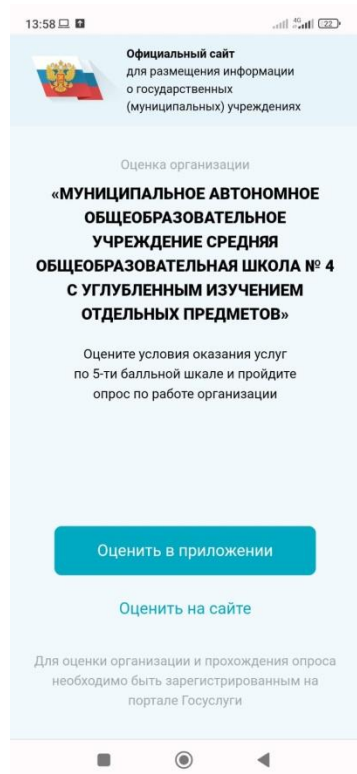 13:58
4G
22
Официальный сайт
для размещения информации
о государственных
(муниципальных) учреждениях
Оценка организации
«МУНИЦИПАЛЬНОЕ АВТОНОМНОЕ
ОБЩЕОБРАЗОВАТЕЛЬНОЕ
УЧРЕЖДЕНИЕ СРЕДНЯЯ
ОБЩЕОБРАЗОВАТЕЛЬНАЯ ШКОЛА № 4
С УГЛУБЛЕННЫМ ИЗУЧЕНИЕМ
ОТДЕЛЬНЫХ ПРЕДМЕТОВ»
Оцените условия оказания услуг
по 5-ти балльной шкале и пройдите
опрос по работе организации
Оценить в приложении
Оценить на сайте
Для оценки организации и прохождения опроса
необходимо быть зарегистрированным на
портале Госуслуги